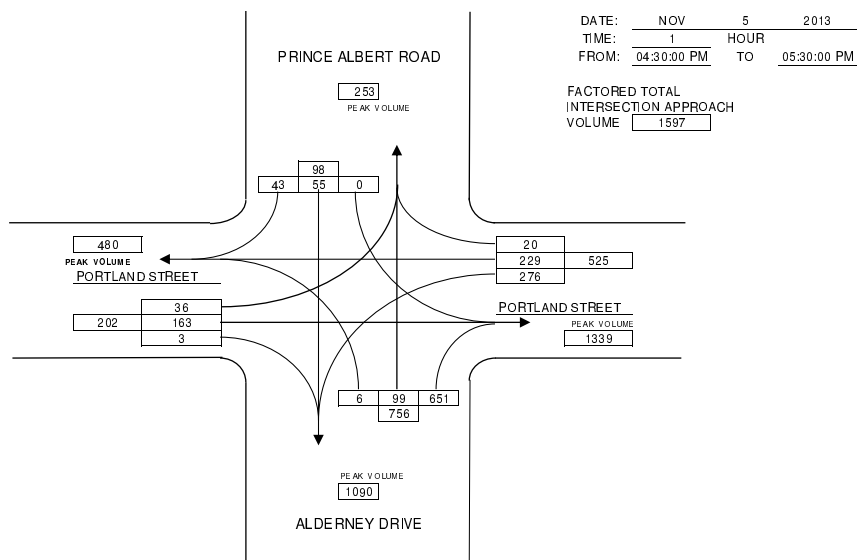 DATE: NOV 5 2013
TIME: 1 HOUR
FROM: 04:30:00 PM TO 05:30:00 PM
PRINCE ALBERT ROAD
253
PEAK VOLUME
FACTORED TOTAL
INTERSECTION APPROACH
VOLUME 1597
98
43 55 0
480
PEAK VOLUME
PORTLAND STREET
20
229 525
276
36
202 163
3
PORTLAND STREET
PEAK VOLUME
1339
6 99 651
756
PEAK VOLUME
1090
ALDERNEY DRIVE